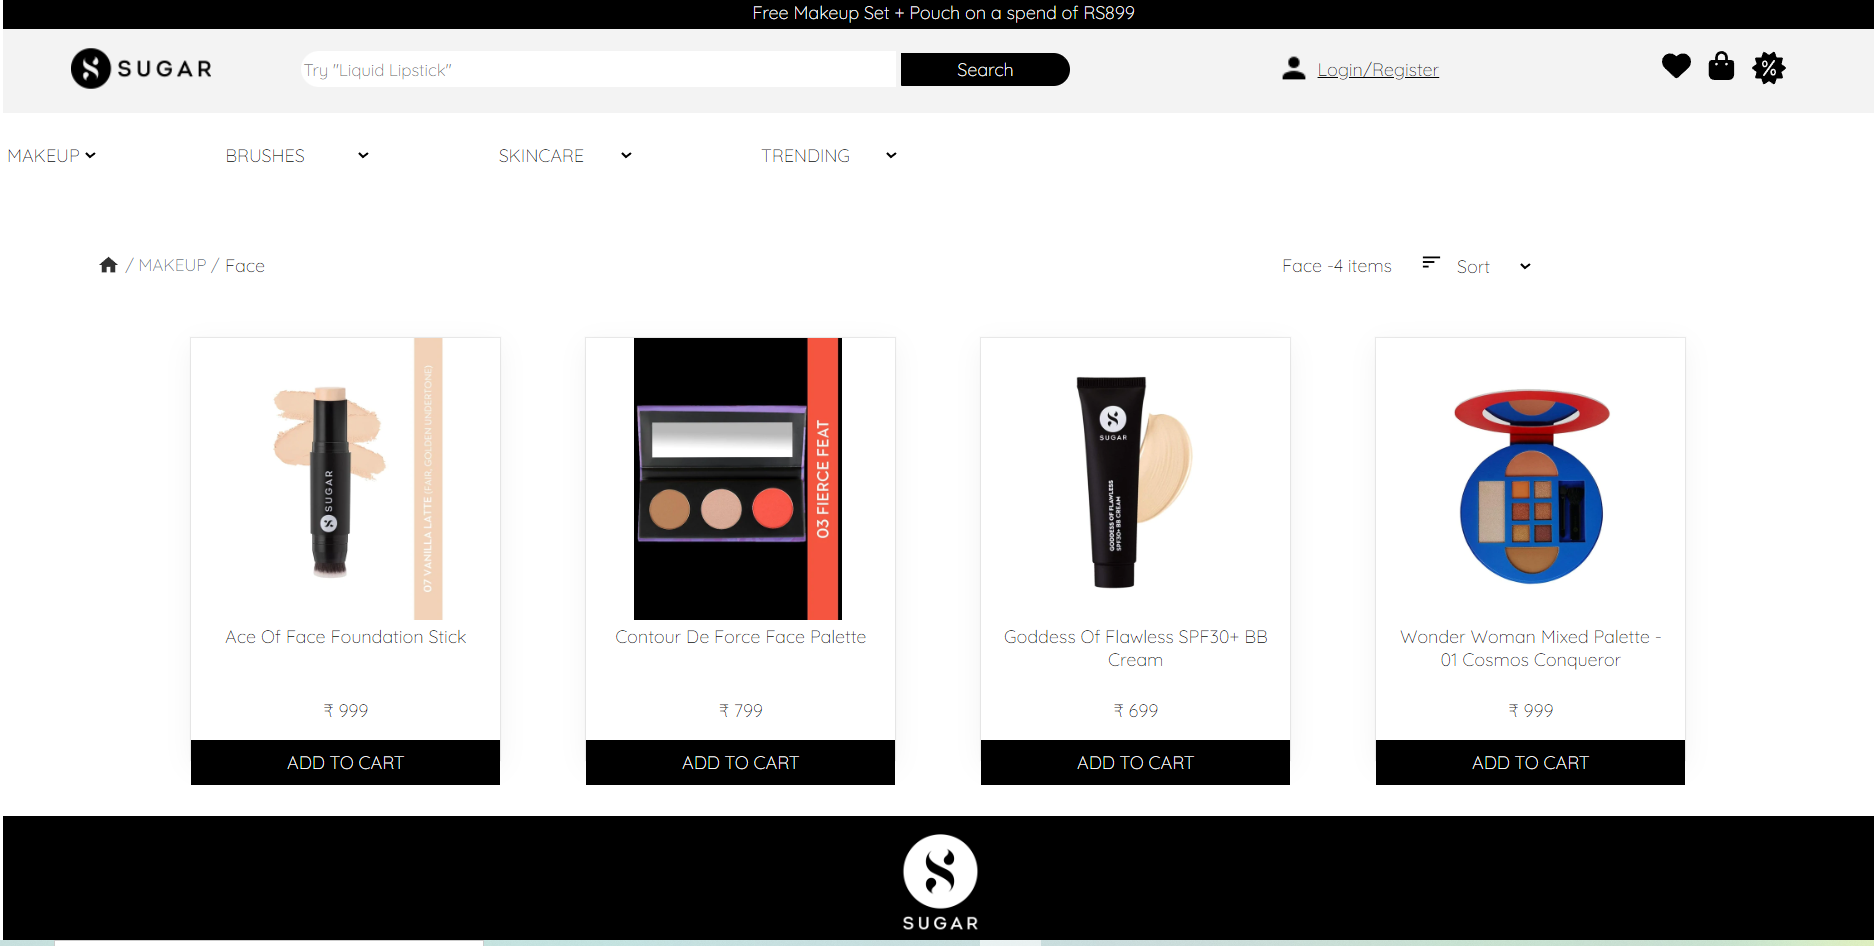 Free Makeup Set + Pouch on a spend of RS899
SUGAR
Try "Liquid Lipstick"
Search
Login/Register
MAKEUP
BRUSHES
SKINCARE
TRENDING
/ MAKEUP / Face
Face -4 items
Sort
SUGAR
07 VANILLA LATTE (FAIR, GOLDEN UNDERTONE)
Ace Of Face Foundation Stick
₹ 999
ADD TO CART
03 FIERCE FEAT
Contour De Force Face Palette
₹ 799
ADD TO CART
SUGAR
GODDESS OF FLAWLESS
SPF30+ BB CREAM
Goddess Of Flawless SPF30+ BB
Cream
₹ 699
ADD TO CART
Wonder Woman Mixed Palette -
01 Cosmos Conqueror
₹ 999
ADD TO CART
SUGAR